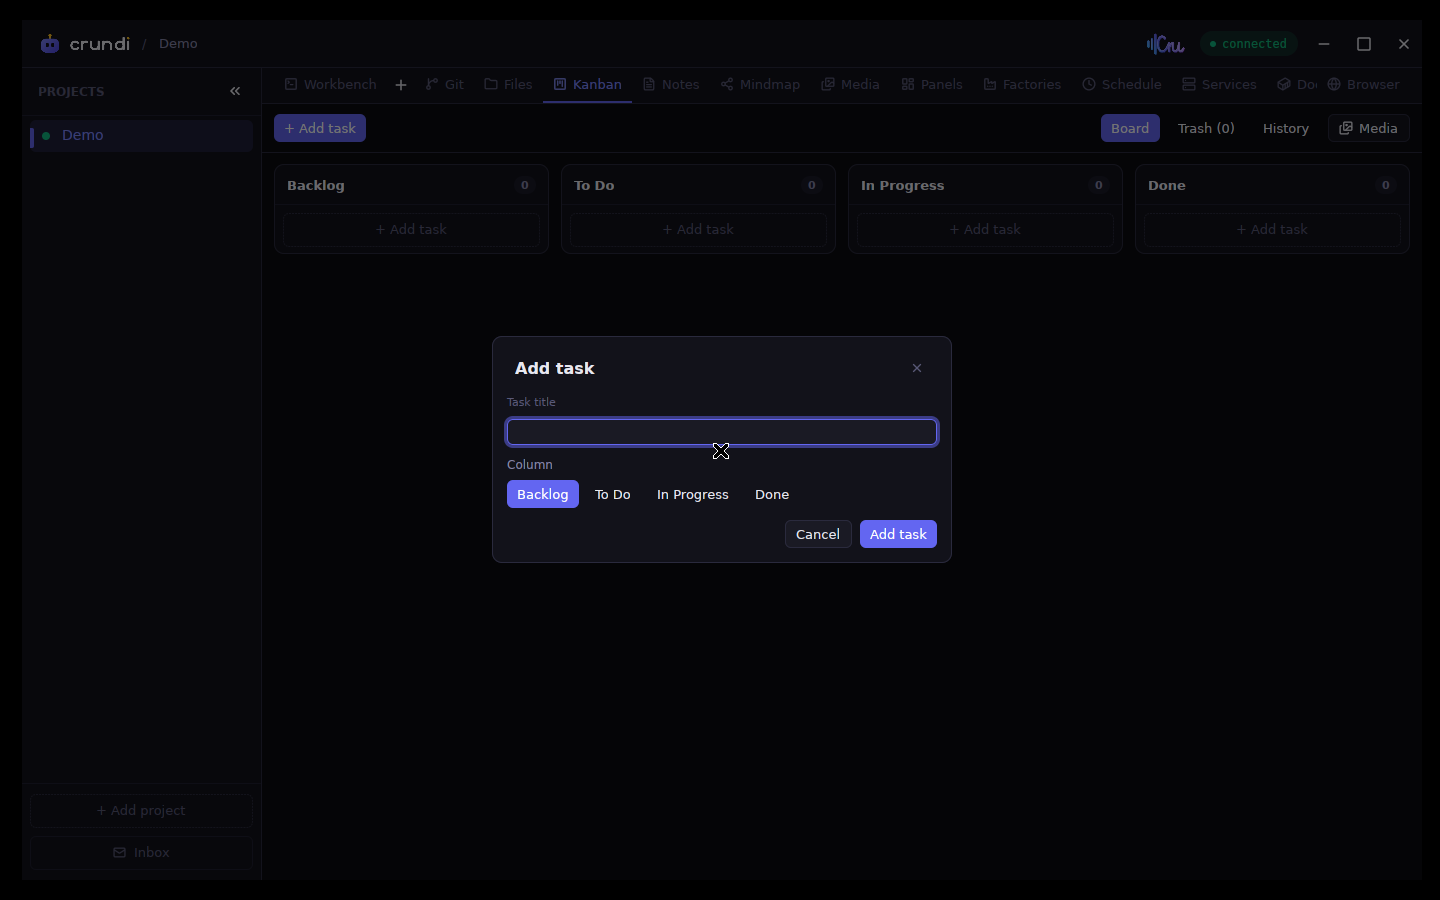 crundi / Demo
Cru
connected
PROJECTS
Workbench + Git Files Kanban Notes Mindmap Media Panels Factories Schedule Services Doc Browser
Demo
+ Add task
Board Trash (0) History Media
Backlog 0
To Do 0
In Progress 0
Done 0
+ Add task
+ Add task
+ Add task
+ Add task
Add task
Task title
Column
Backlog To Do In Progress Done
Cancel Add task
+ Add project
Inbox